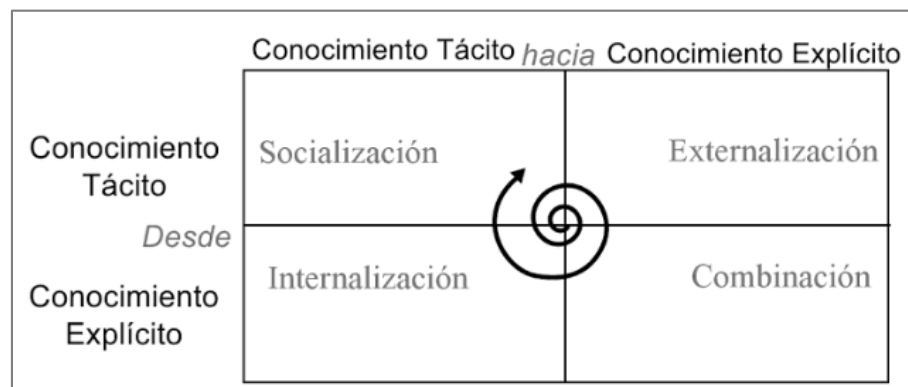 Conocimiento Tácito hacia Conocimiento Explícito
Conocimiento
Tácito
Socialización
Externalización
Desde
Internalización
Combinación
Conocimiento
Explícito